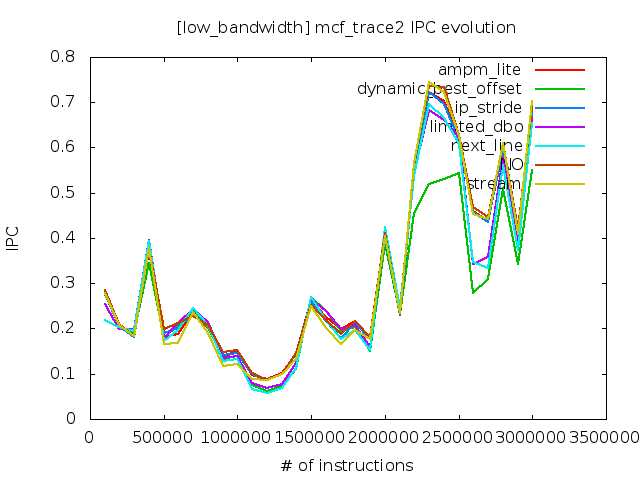 [low_bandwidth] mcf_trace2 IPC evolution
0.8
0.7
0.6
0.5
0.4
0.3
0.2
0.1
0
IPC
ampm_lite
dynamic_best_offset
ip_stride
limited_dbo
next_line
IO
stream
0 500000 1000000 1500000 2000000 2500000 3000000 3500000
# of instructions